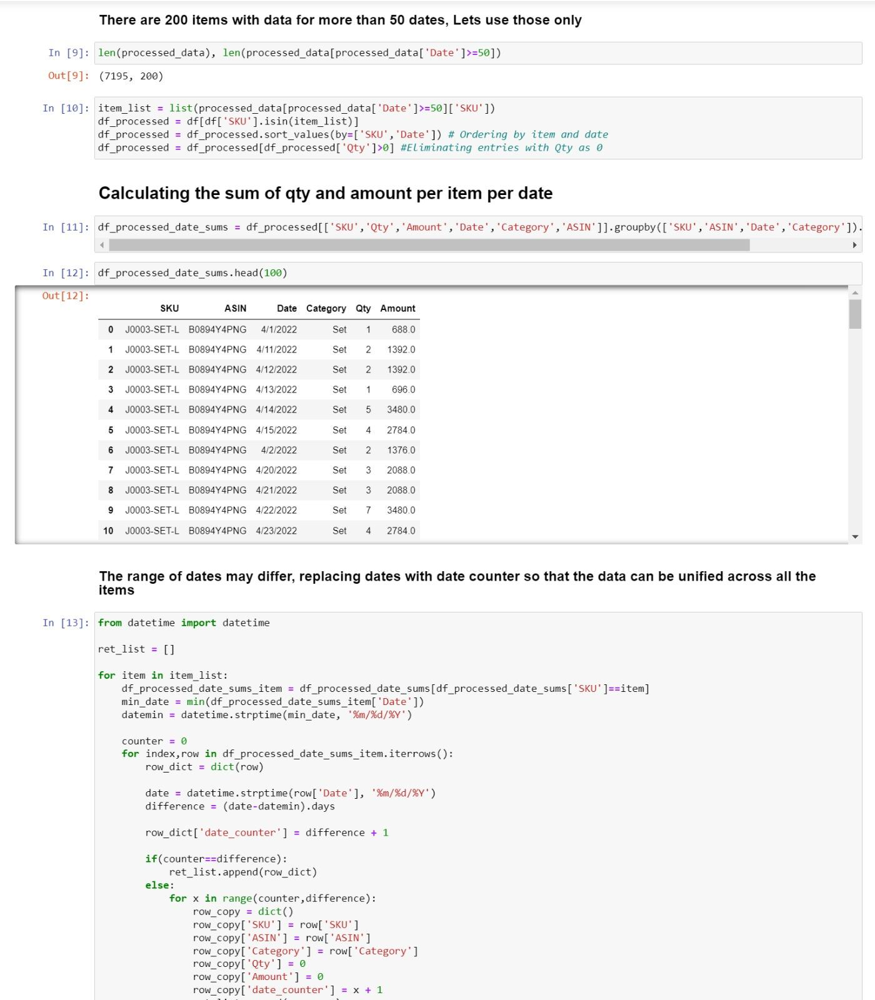 There are 200 items with data for more than 50 dates, Lets use those only
In [9]: len(processed_data), len(processed_data[processed_data['Date']>=50])
Out[9]: (7195, 200)
In [10]: item_list = list(processed_data[processed_data['Date']>=50]['SKU'])
df_processed = df[df['SKU'].isin(item_list)]
df_processed = df_processed.sort_values(by=['SKU','Date']) # Ordering by item and date
df_processed = df_processed[df_processed['Qty']>0] #Eliminating entries with Qty as 0
Calculating the sum of qty and amount per item per date
In [11]: df_processed_date_sums = df_processed[['SKU','Qty','Amount','Date','Category','ASIN']].groupby(['SKU','ASIN','Date','Category']).
In [12]: df_processed_date_sums.head(100)
Out[12]:
SKU ASIN Date Category Qty Amount
0 J0003-SET-L B0894Y4PNG 4/1/2022 Set 1 688.0
1 J0003-SET-L B0894Y4PNG 4/11/2022 Set 2 1392.0
2 J0003-SET-L B0894Y4PNG 4/12/2022 Set 2 1392.0
3 J0003-SET-L B0894Y4PNG 4/13/2022 Set 1 696.0
4 J0003-SET-L B0894Y4PNG 4/14/2022 Set 5 3480.0
5 J0003-SET-L B0894Y4PNG 4/15/2022 Set 4 2784.0
6 J0003-SET-L B0894Y4PNG 4/2/2022 Set 2 1376.0
7 J0003-SET-L B0894Y4PNG 4/20/2022 Set 3 2088.0
8 J0003-SET-L B0894Y4PNG 4/21/2022 Set 3 2088.0
9 J0003-SET-L B0894Y4PNG 4/22/2022 Set 7 3480.0
10 J0003-SET-L B0894Y4PNG 4/23/2022 Set 4 2784.0
The range of dates may differ, replacing dates with date counter so that the data can be unified across all the
items
In [13]: from datetime import datetime
ret_list = []
for item in item_list:
df_processed_date_sums_item = df_processed_date_sums[df_processed_date_sums['SKU']==item]
min_date = min(df_processed_date_sums_item['Date'])
datemin = datetime.strptime(min_date, '%m/%d/%Y')
counter = 0
for index,row in df_processed_date_sums_item.iterrows():
row_dict = dict(row)
date = datetime.strptime(row['Date'], '%m/%d/%Y')
difference = (date-datemin).days
row_dict['date_counter'] = difference + 1
if(counter==difference):
ret_list.append(row_dict)
else:
for x in range(counter,difference):
row_copy = dict()
row_copy['SKU'] = row['SKU']
row_copy['ASIN'] = row['ASIN']
row_copy['Category'] = row['Category']
row_copy['Qty'] = 0
row_copy['Amount'] = 0
row_copy['date_counter'] = x + 1